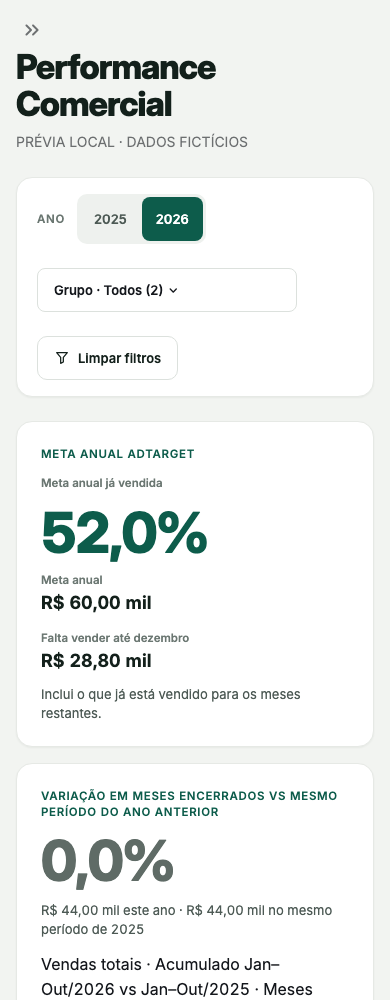 Performance
Comercial
PRÉVIA LOCAL · DADOS FICTÍCIOS
ANO
2025
2026
Grupo · Todos (2)
Limpar filtros
META ANUAL ADTARGET
Meta anual já vendida
52,0%
Meta anual
R$ 60,00 mil
Falta vender até dezembro
R$ 28,80 mil
Inclui o que já está vendido para os meses
restantes.
VARIAÇÃO EM MESES ENCERRADOS VS MESMO
PERÍODO DO ANO ANTERIOR
0,0%
R$ 44,00 mil este ano · R$ 44,00 mil no mesmo
período de 2025
Vendas totais · Acumulado Jan–
Out/2026 vs Jan–Out/2025 · Meses